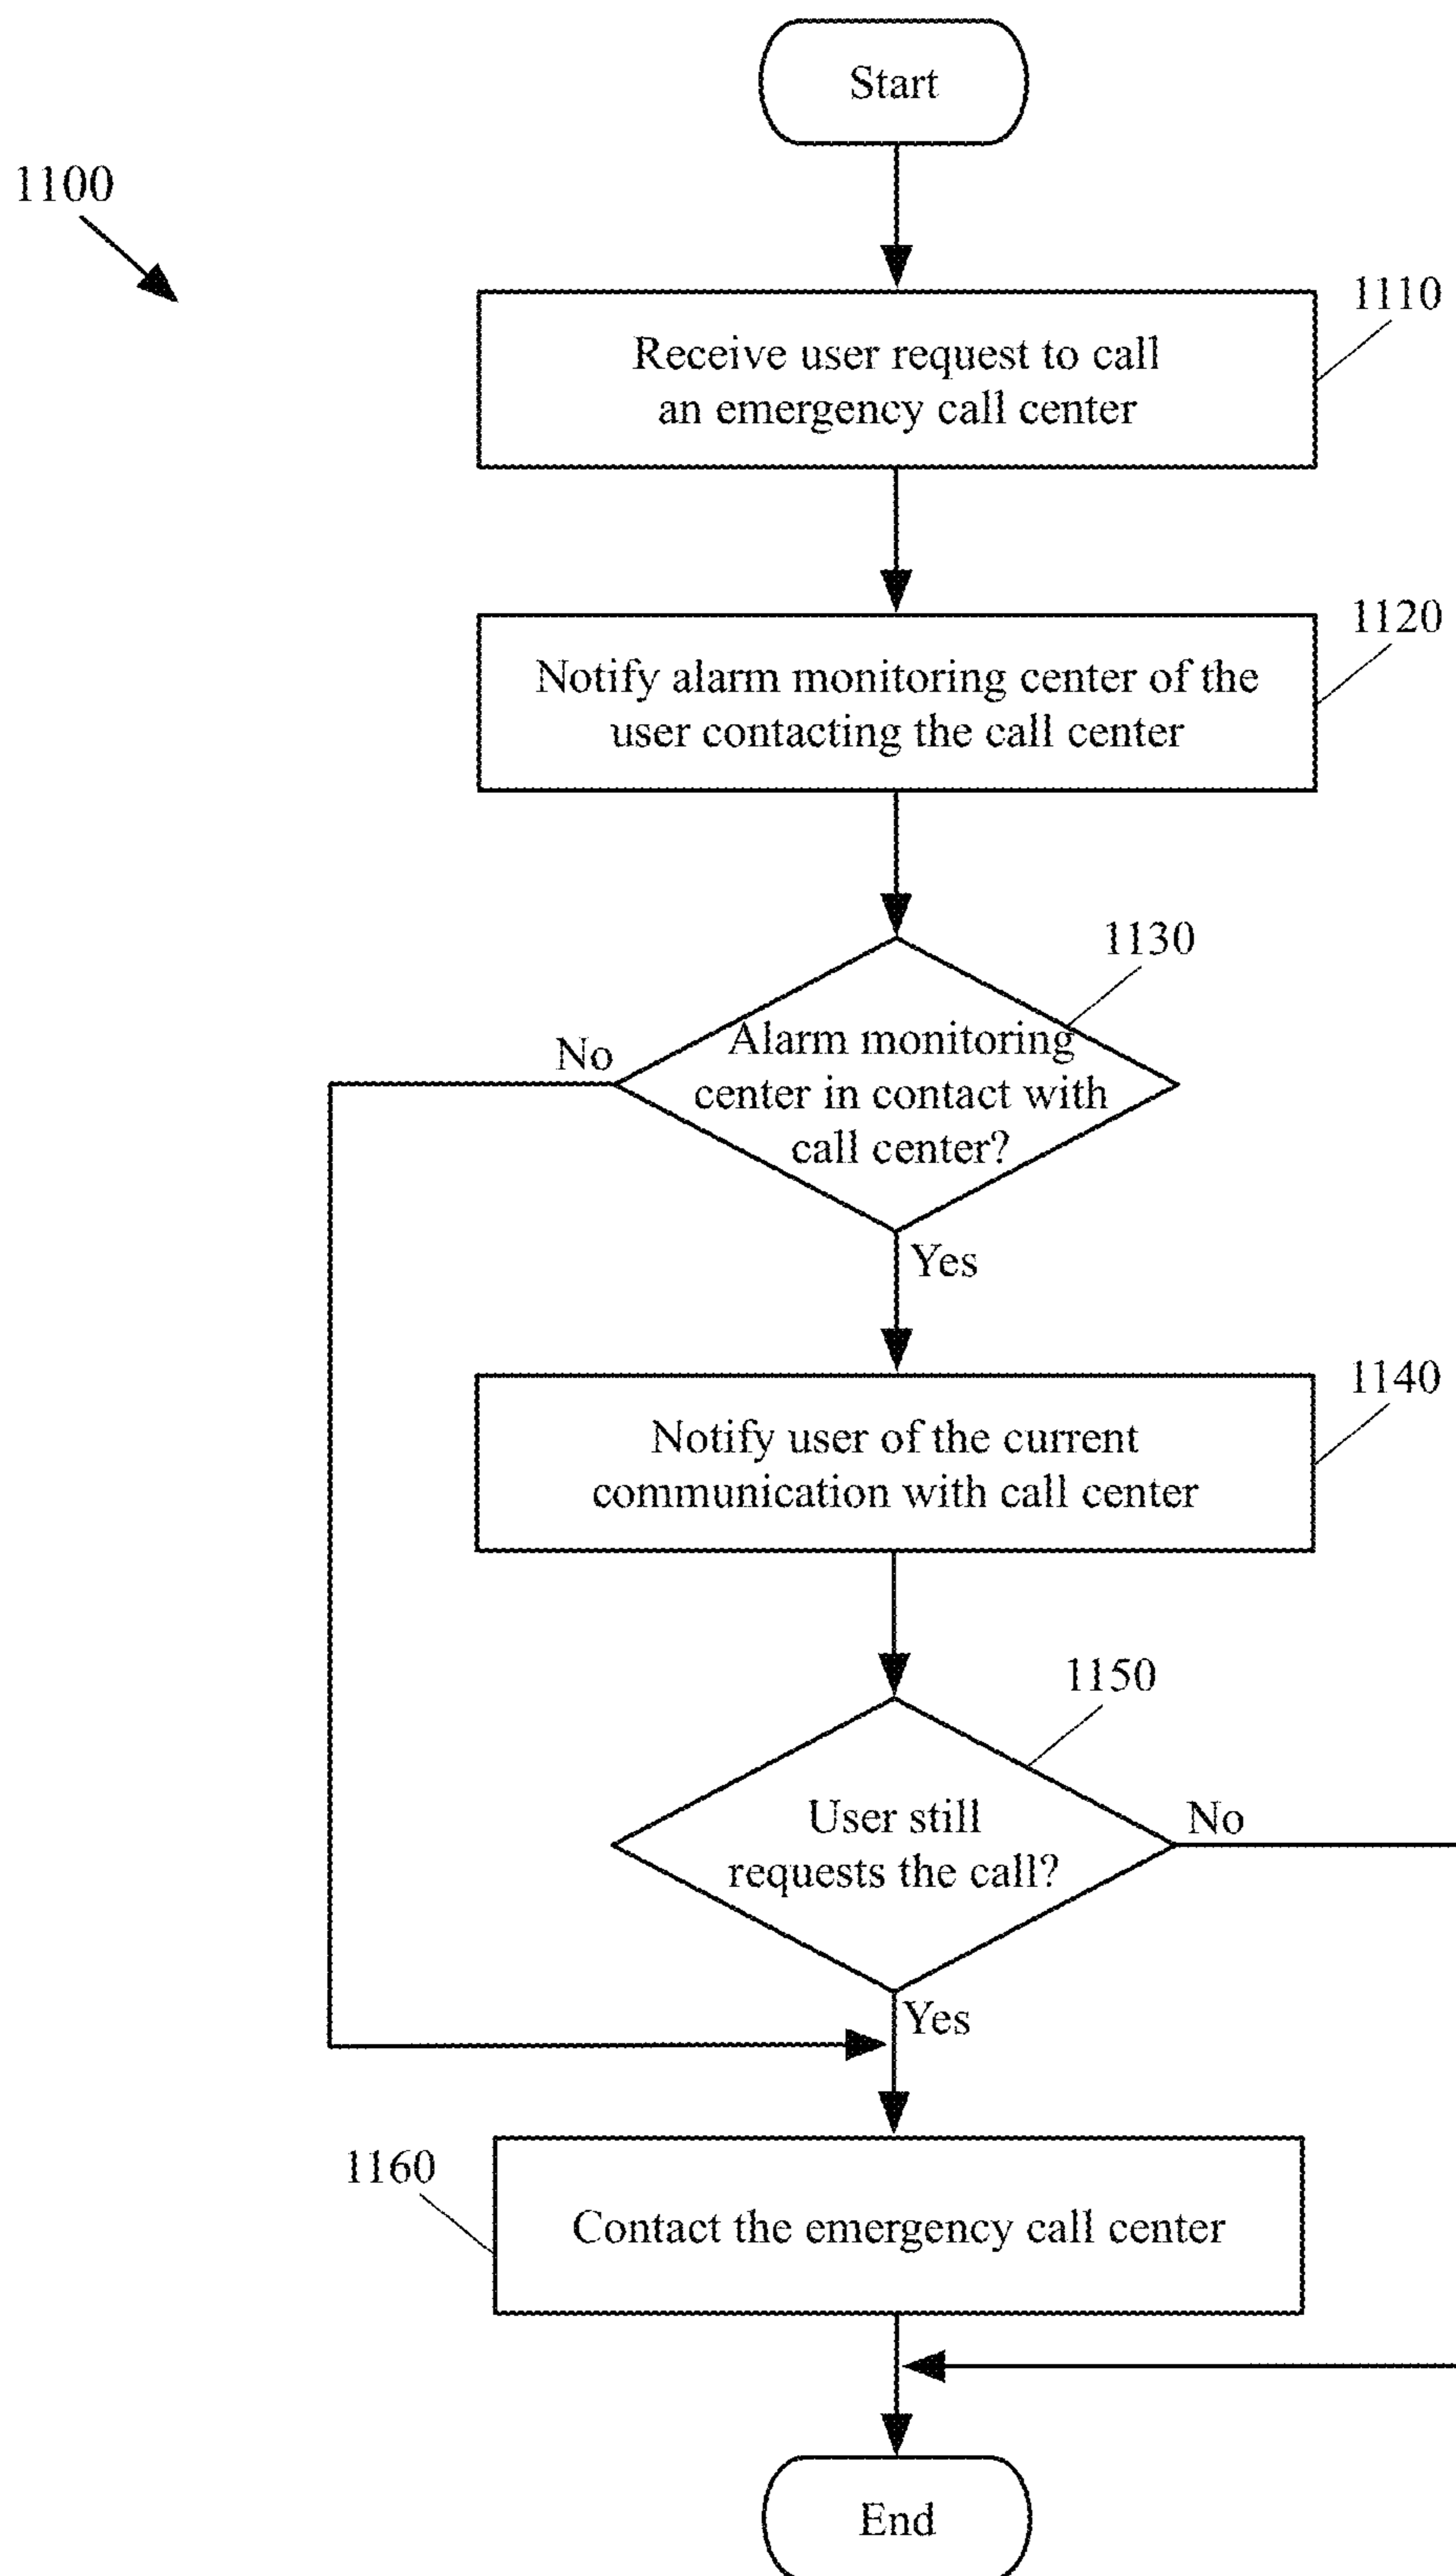 Start
1100
1110
Receive user request to call
an emergency call center
1120
Notify alarm monitoring center of the
user contacting the call center
1130
No
Alarm monitoring
center in contact with
call center?
Yes
1140
Notify user of the current
communication with call center
1150
User still
requests the call?
No
Yes
1160
Contact the emergency call center
End